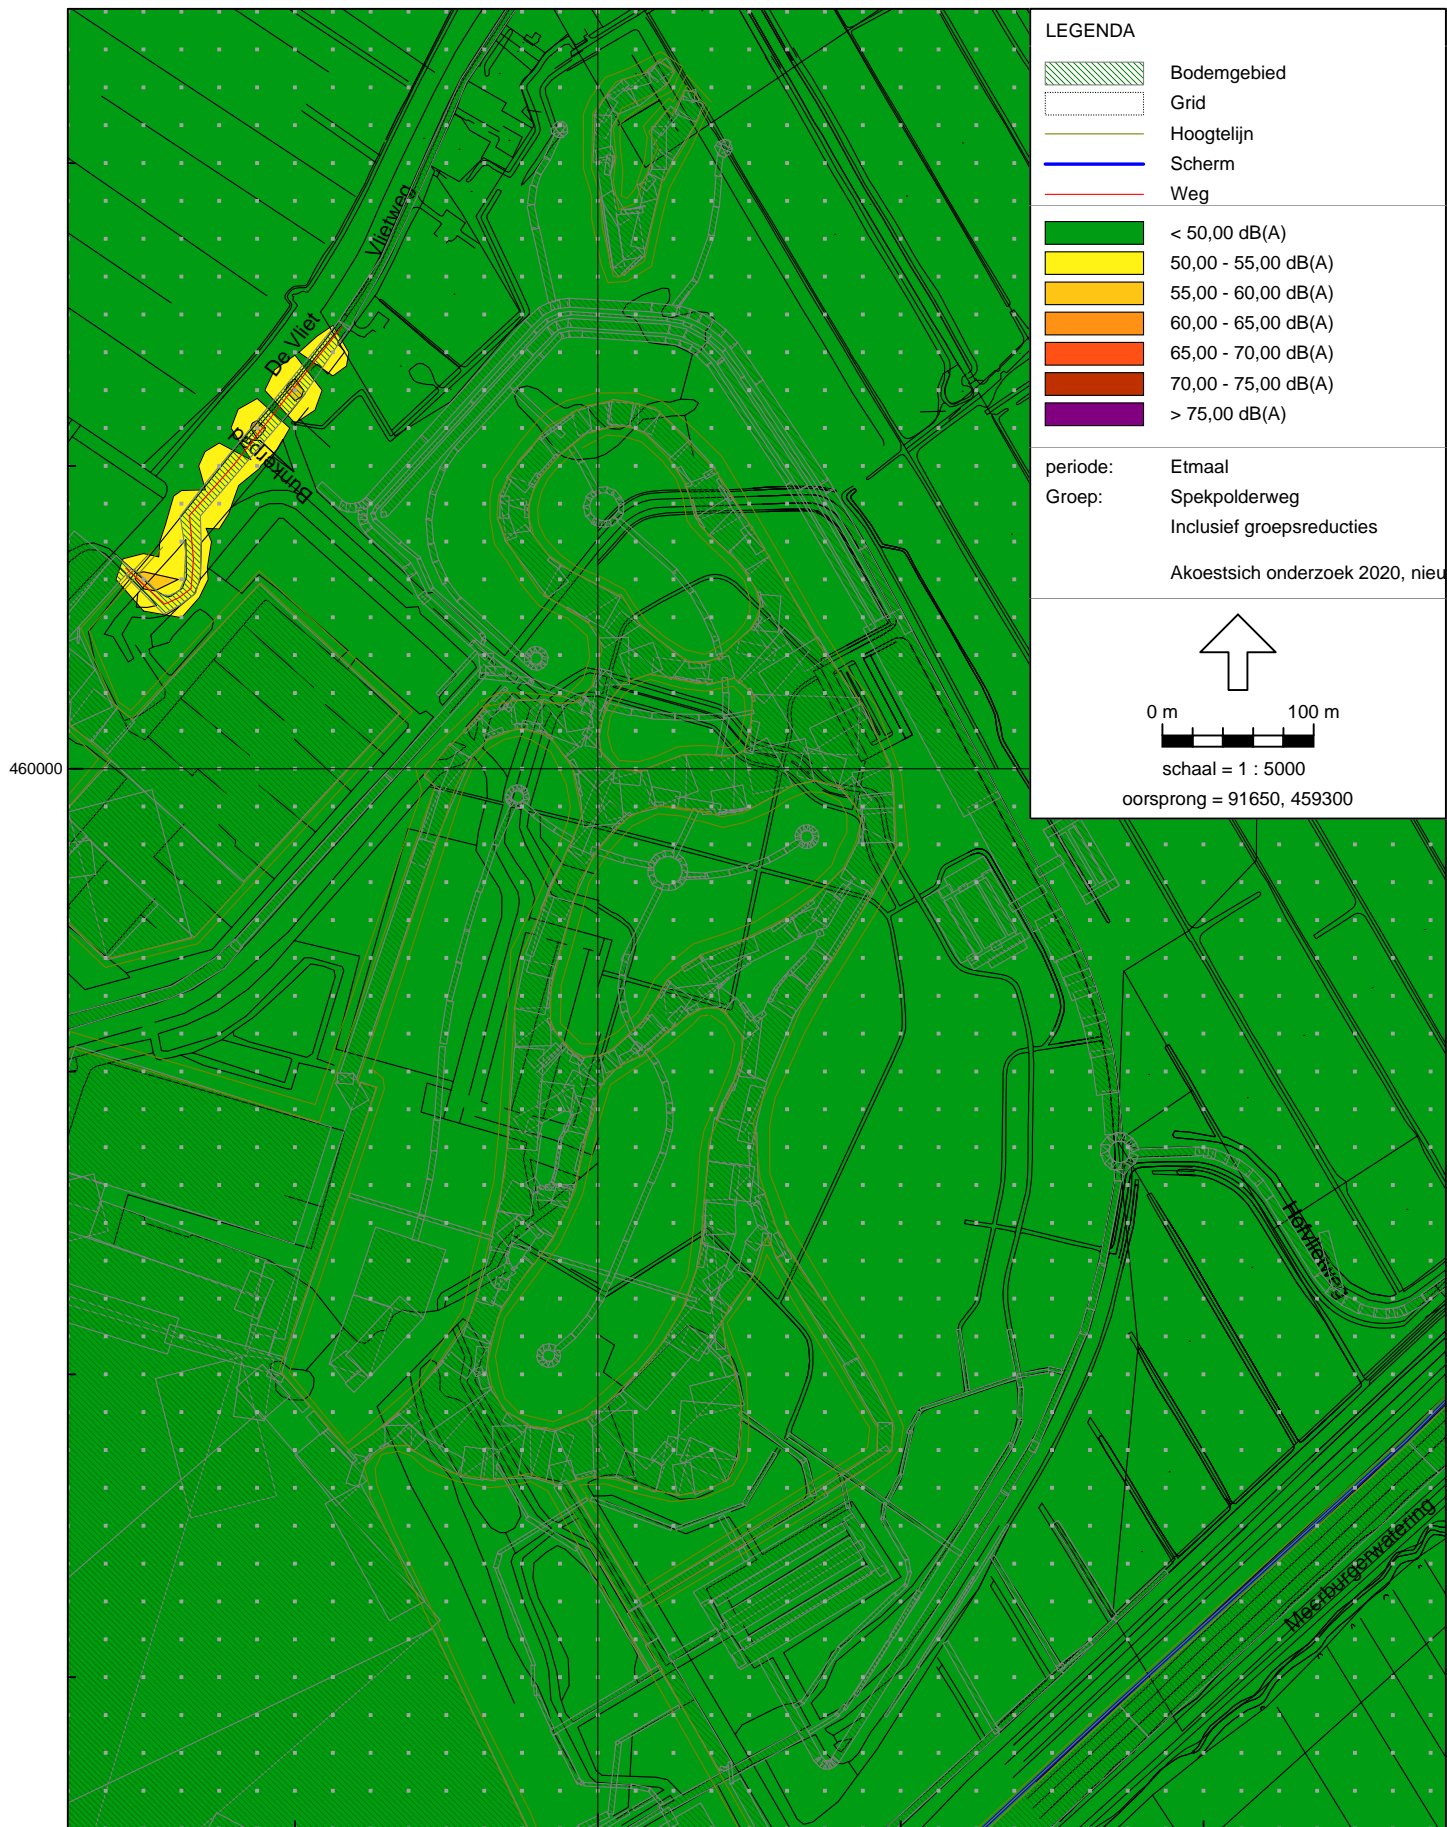 LEGENDA
Bodemgebied
Grid
Hoogtelijn
Scherm
Weg
< 50,00 dB(A)
50,00 - 55,00 dB(A)
55,00 - 60,00 dB(A)
60,00 - 65,00 dB(A)
65,00 - 70,00 dB(A)
70,00 - 75,00 dB(A)
> 75,00 dB(A)
periode: Etmaal
Groep: Spekpolderweg
Inclusief groepsreducties
Akoestsich onderzoek 2020, nieu
0 m 100 m
schaal = 1 : 5000
oorsprong = 91650, 459300
Vlietweg
De Vliet
Bunkerpad
460000
Hofvlietweg
Meerburgerwatering